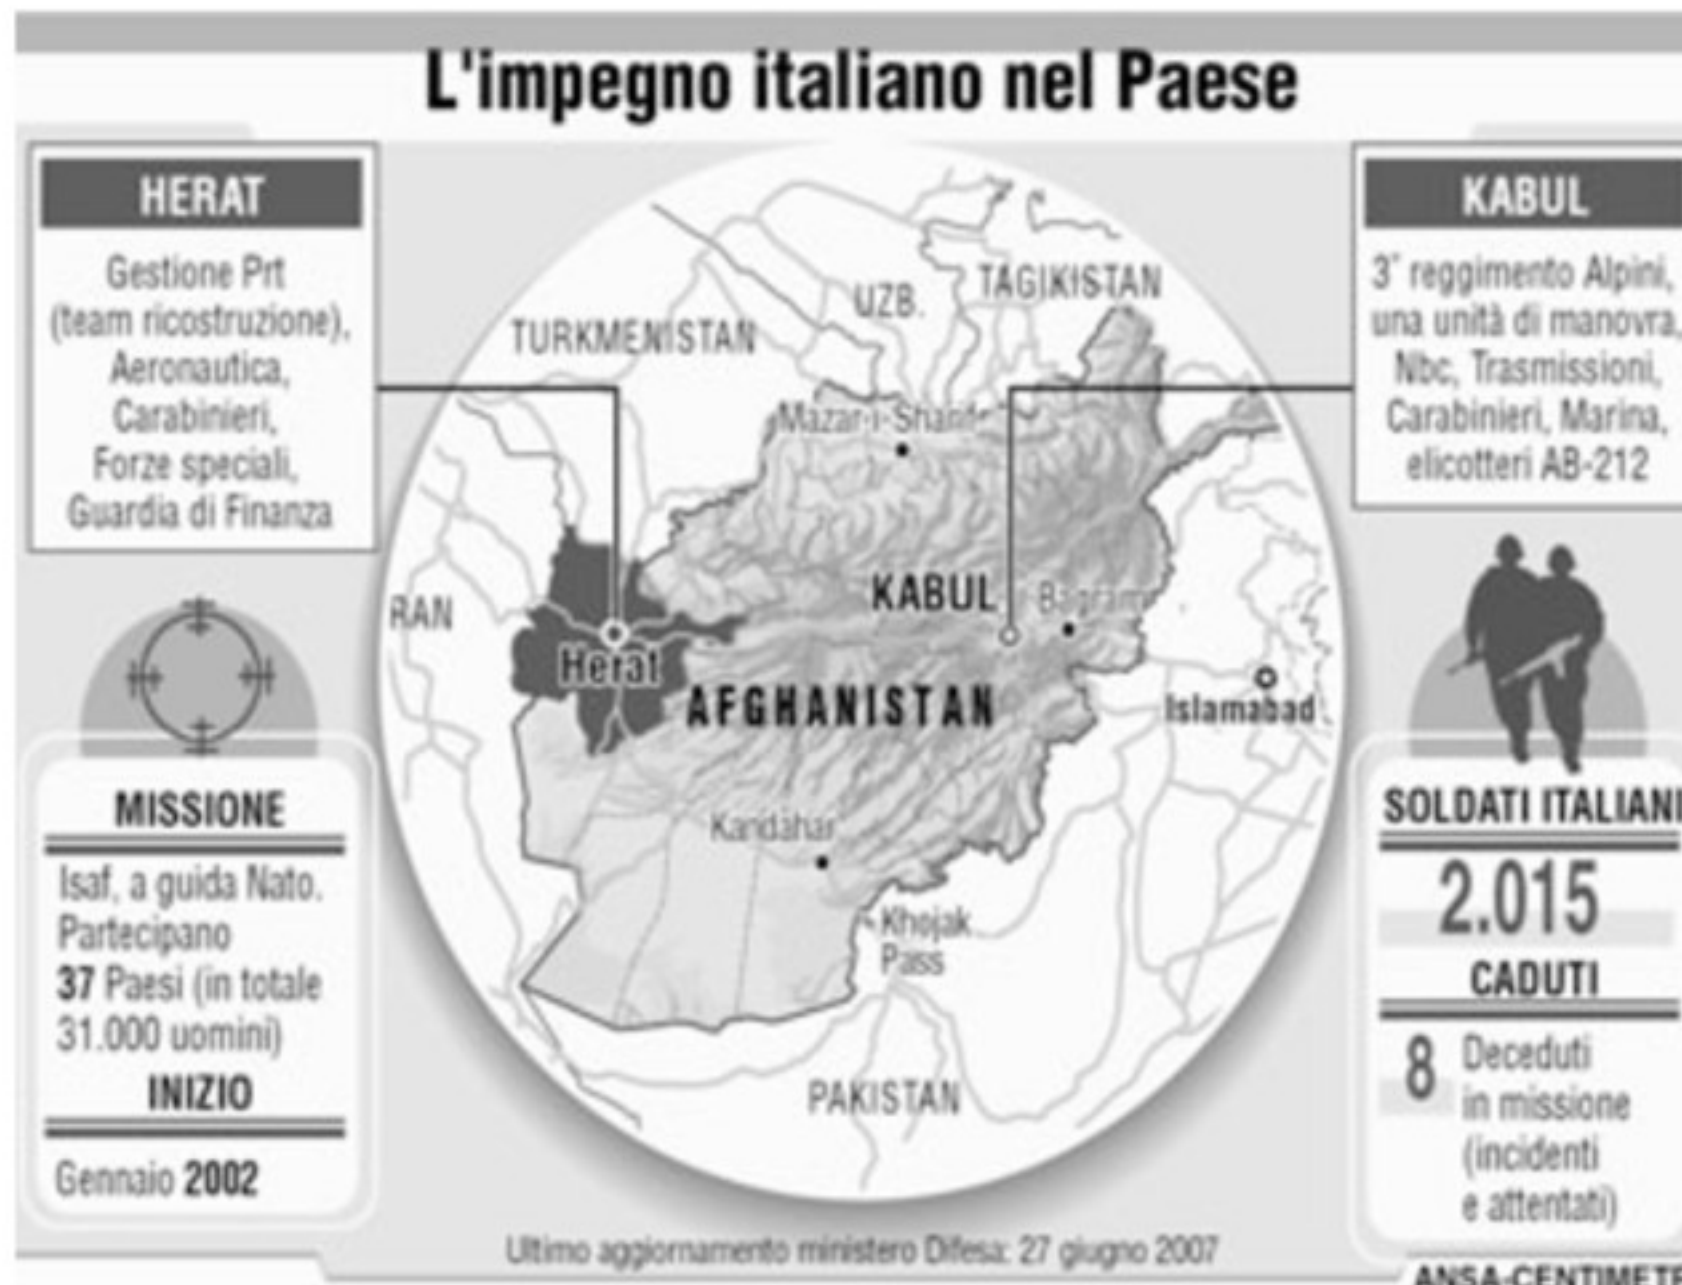 L'impegno italiano nel Paese
HERAT
Gestione Prt
(team ricostruzione),
Aeronautica,
Carabinieri,
Forze speciali,
Guardia di Finanza
KABUL
3° reggimento Alpini,
una unità di manovra,
Nbc, Trasmissioni,
Carabinieri, Marina,
elicotteri AB-212
TURKMENISTAN
UZB.
TAGIKISTAN
Mazar-i-Sharif
RAN
Herat
KABUL
Bagram
AFGHANISTAN
Islamabad
Kandahar
Khojak
Pass
PAKISTAN
MISSIONE
Isaf, a guida Nato.
Partecipano
37 Paesi (in totale
31.000 uomini)
INIZIO
Gennaio 2002
SOLDATI ITALIANI
2.015
CADUTI
8 Deceduti
in missione
(incidenti
e attentati)
Ultimo aggiornamento ministero Difesa: 27 giugno 2007
ANSA-CENTIMETR